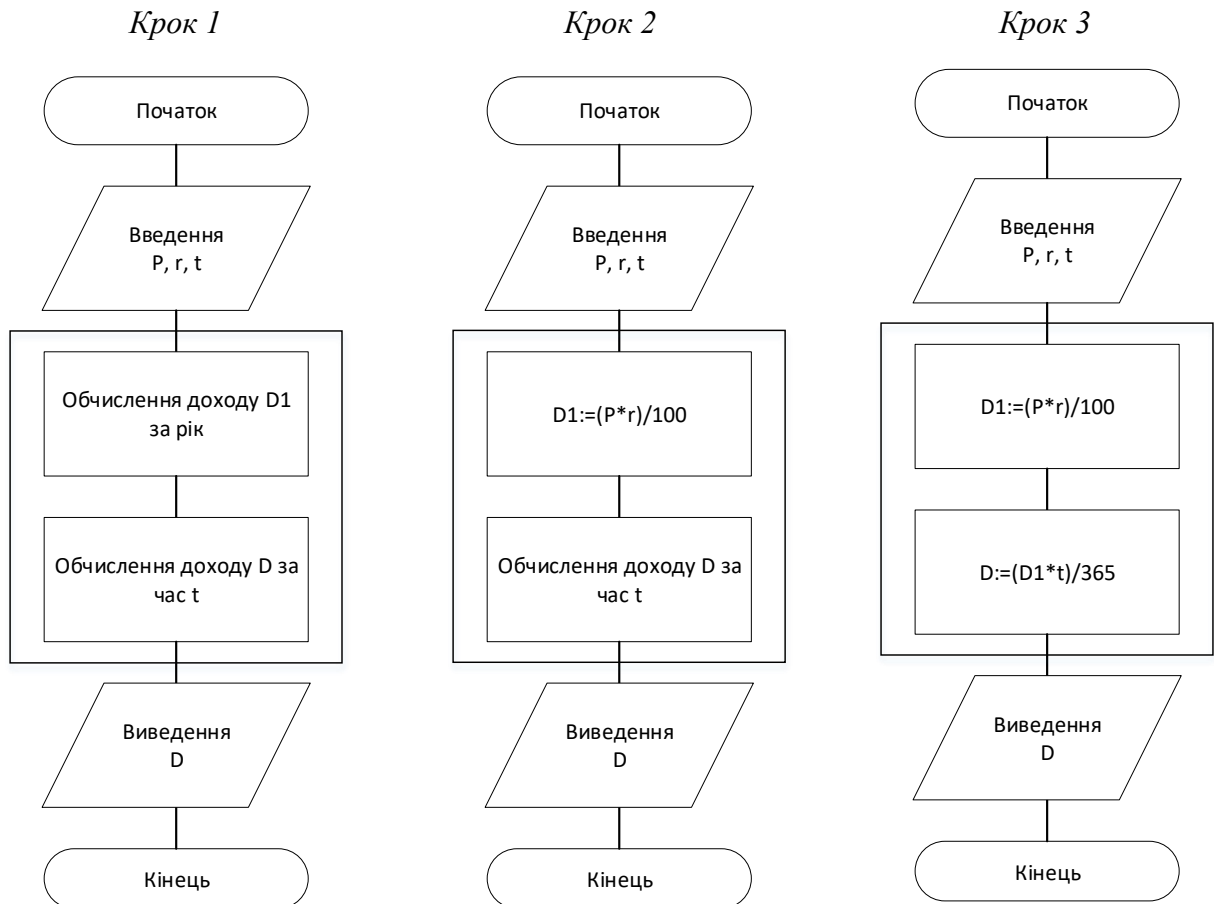 Крок 1
Початок
Введення
P, r, t
Обчислення доходу D1
за рік
Обчислення доходу D за
час t
Виведення
D
Кінець
Крок 2
Початок
Введення
P, r, t
D1:=(P*r)/100
Обчислення доходу D за
час t
Виведення
D
Кінець
Крок 3
Початок
Введення
P, r, t
D1:=(P*r)/100
D:=(D1*t)/365
Виведення
D
Кінець